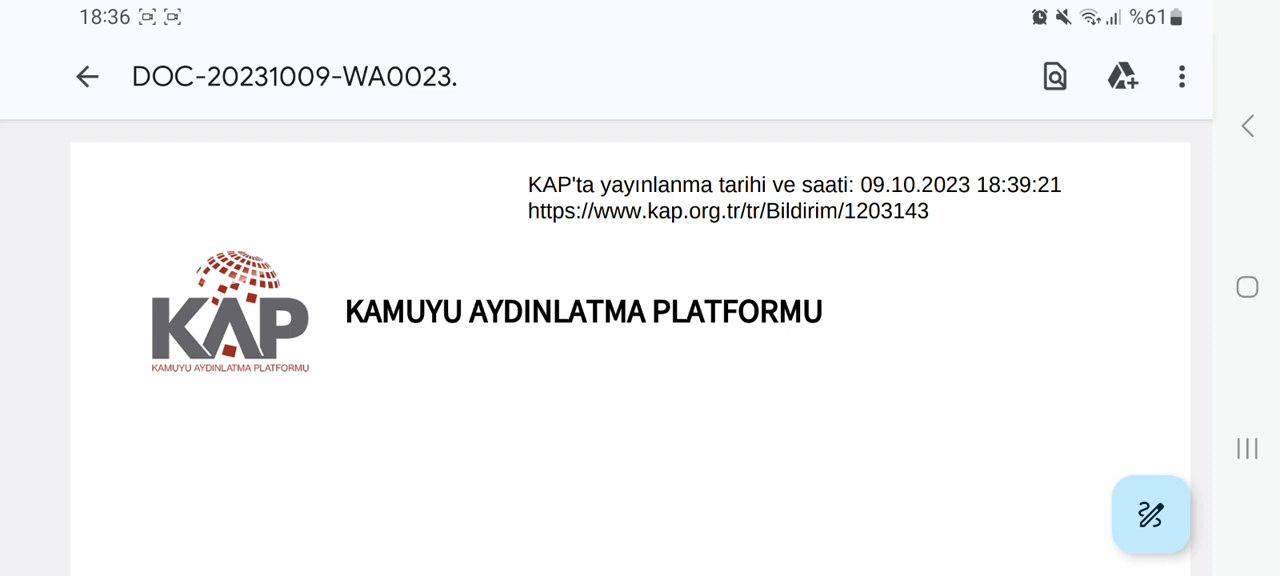 18:36
%61
DOC-20231009-WA0023.
KAP'ta yayınlanma tarihi ve saati: 09.10.2023 18:39:21
https://www.kap.org.tr/tr/Bildirim/1203143
KAP
KAMUYU AYDINLATMA PLATFORMU
KAMUYU AYDINLATMA PLATFORMU